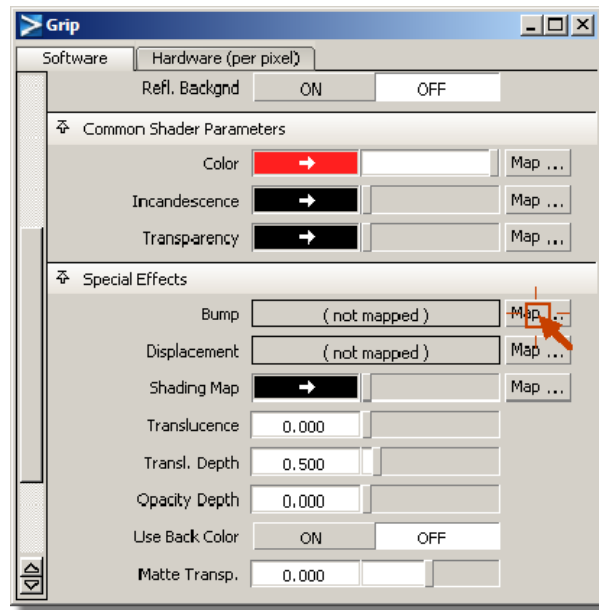 Grip
Software Hardware (per pixel)
Refl. Backgnd ON OFF
Common Shader Parameters
Color Map ...
Incandescence Map ...
Transparency Map ...
Special Effects
Bump ( not mapped ) Map ...
Displacement ( not mapped ) Map ...
Shading Map Map ...
Translucence 0.000
Transl. Depth 0.500
Opacity Depth 0.000
Use Back Color ON OFF
Matte Transp. 0.000